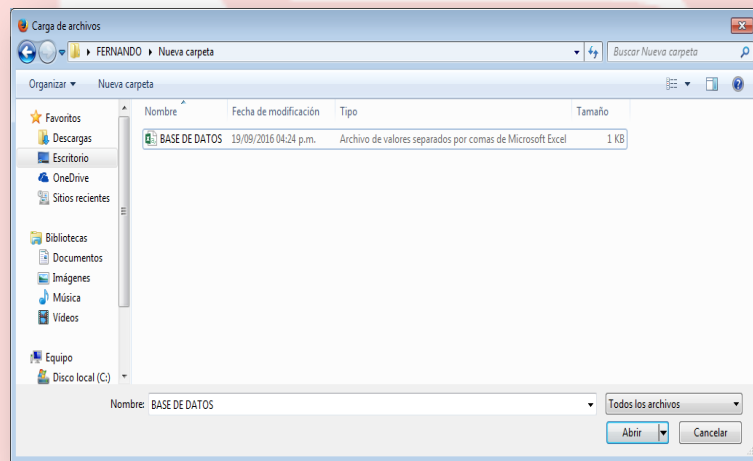 Carga de archivos
FERNANDO Nueva carpeta
Buscar Nueva carpeta
Organizar Nueva carpeta
Favoritos
Descargas
Escritorio
OneDrive
Sitios recientes
Bibliotecas
Documentos
Imágenes
Música
Vídeos
Equipo
Disco local (C:)
Nombre Fecha de modificación Tipo Tamaño
BASE DE DATOS 19/09/2016 04:24 p.m. Archivo de valores separados por comas de Microsoft Excel 1 KB
Nombre: BASE DE DATOS
Todos los archivos
Abrir Cancelar